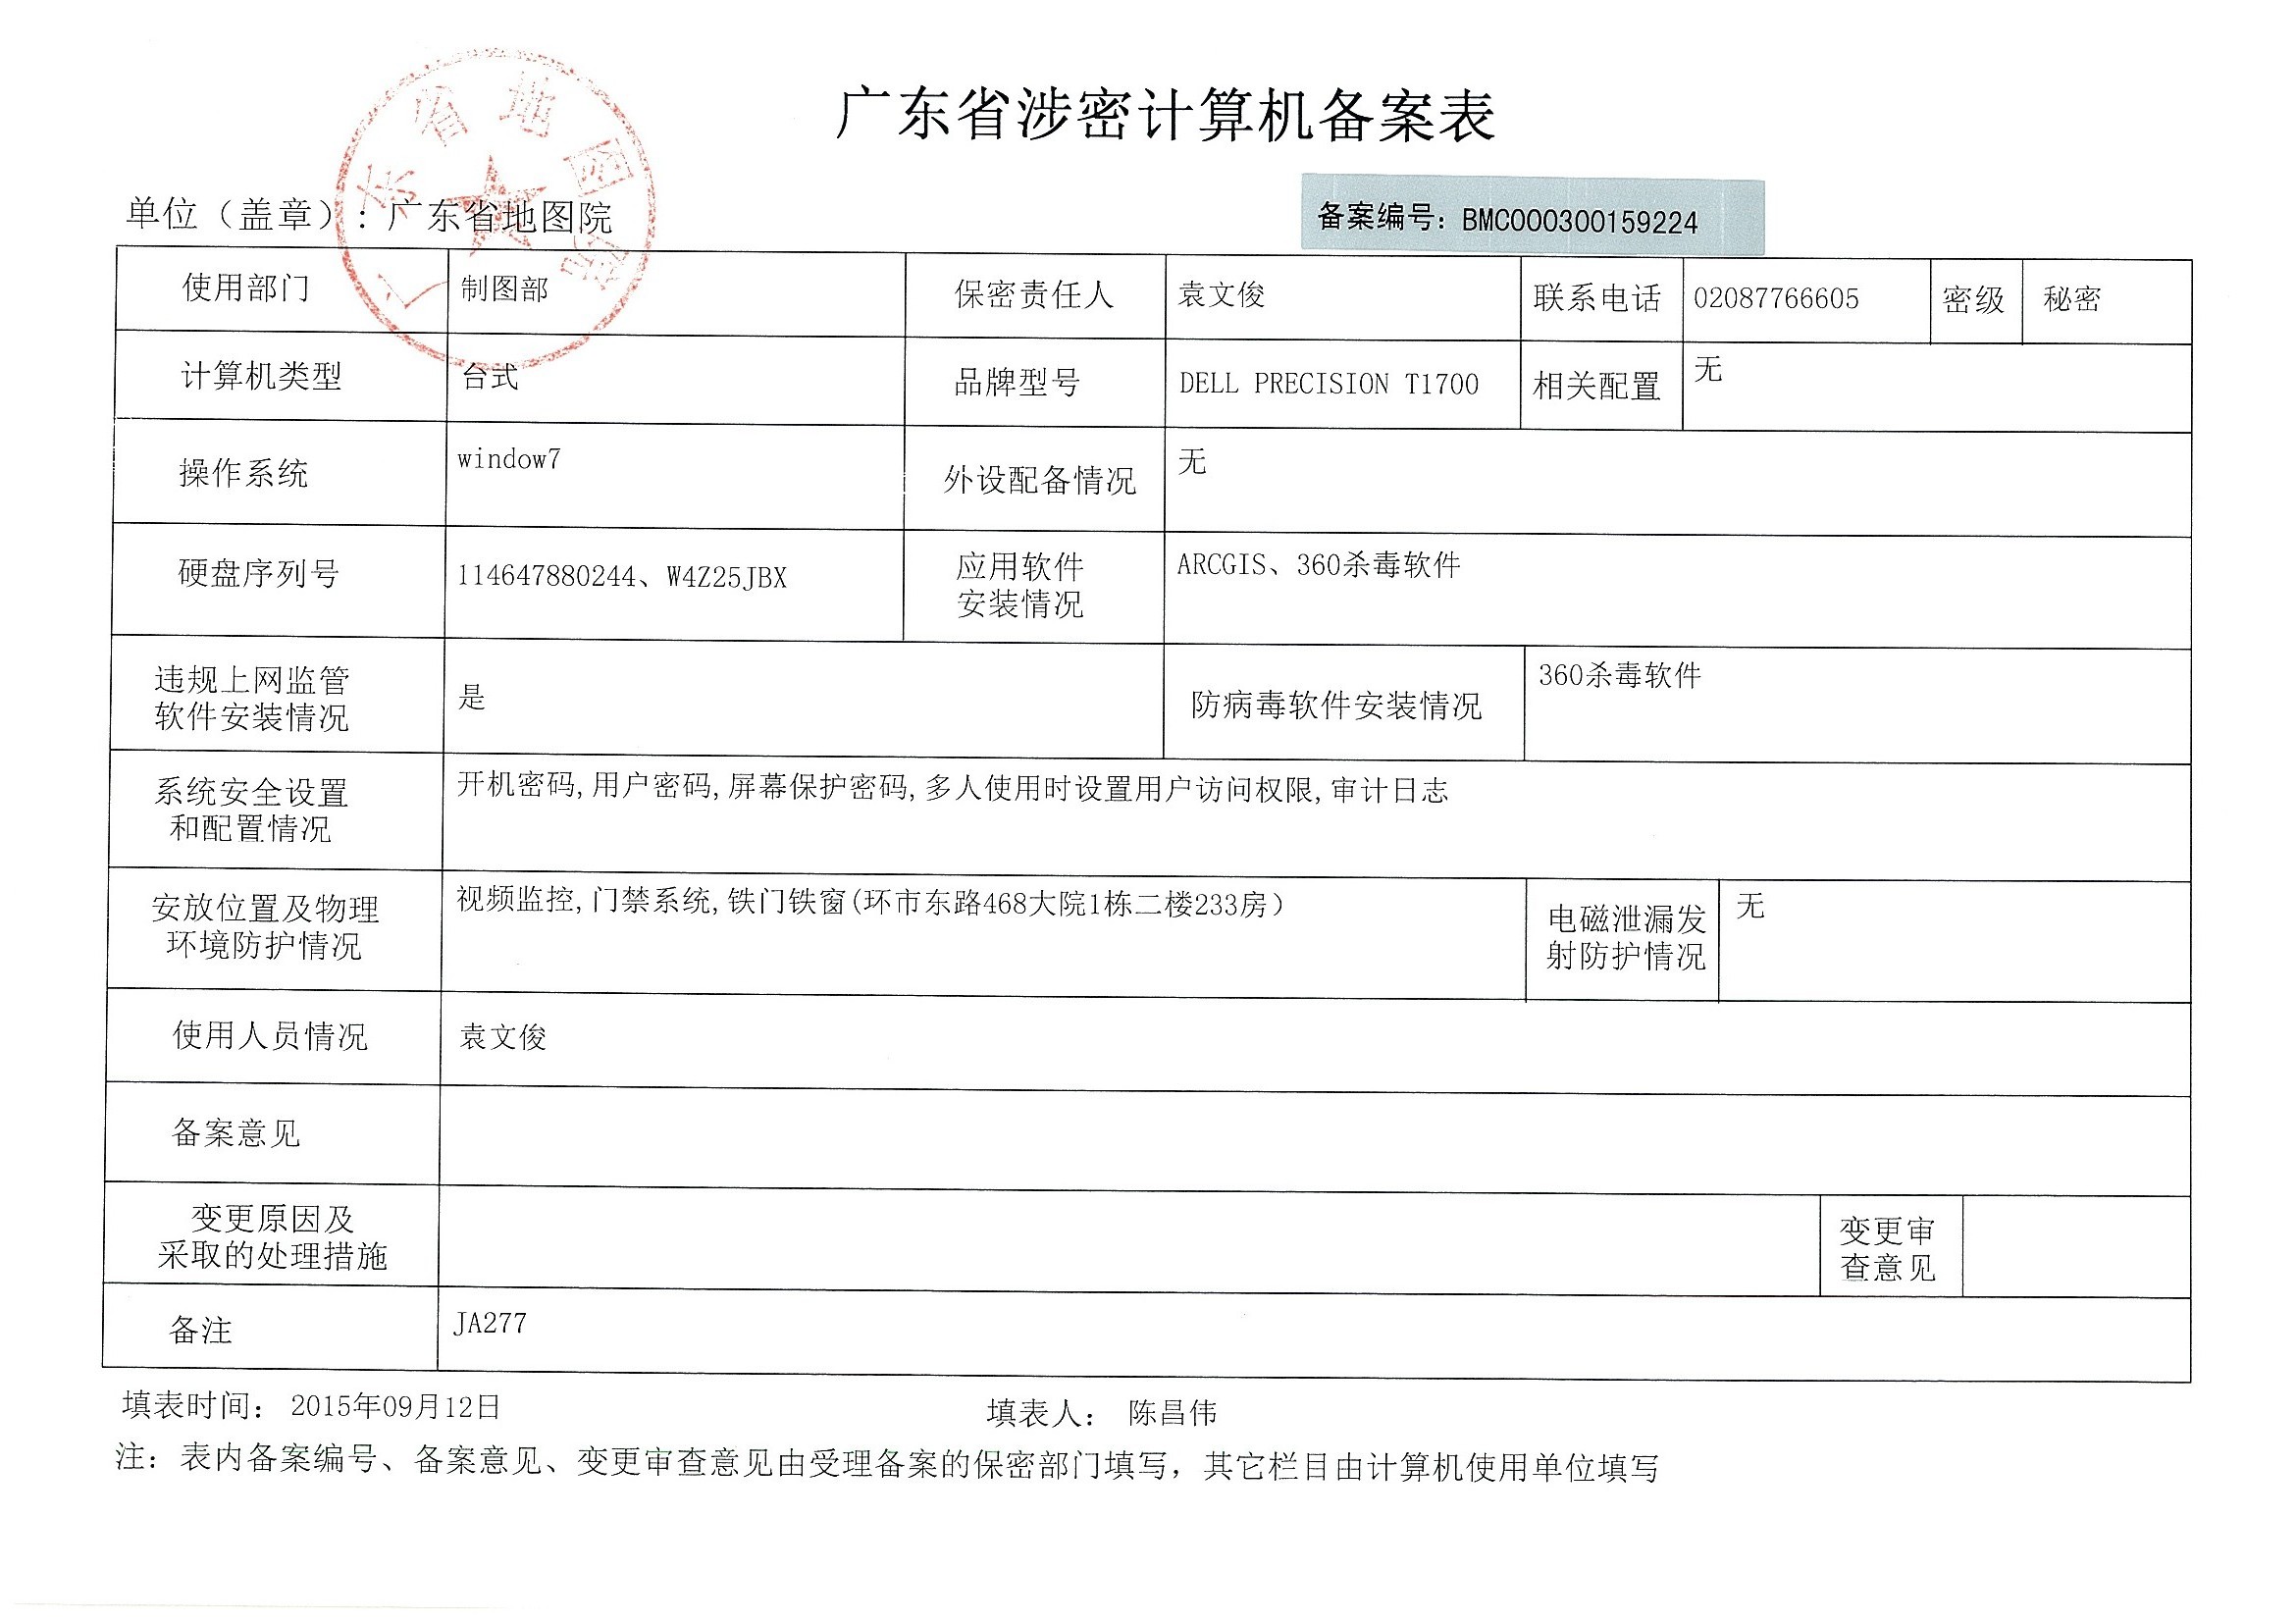 广东省涉密计算机备案表
广东省地图院
单位（盖章）：广东省地图院
备案编号：BMC000300159224
使用部门 制图部 保密责任人 袁文俊 联系电话 02087766605 密级 秘密
计算机类型 台式 品牌型号 DELL PRECISION T1700 相关配置 无
操作系统 window7 外设配备情况 无
硬盘序列号 114647880244、W4Z25JBX 应用软件
安装情况 ARCGIS、360杀毒软件
违规上网监管
软件安装情况 是 防病毒软件安装情况 360杀毒软件
系统安全设置
和配置情况 开机密码,用户密码,屏幕保护密码,多人使用时设置用户访问权限,审计日志
安放位置及物理
环境防护情况 视频监控,门禁系统,铁门铁窗(环市东路468大院1栋二楼233房）
电磁泄漏发
射防护情况 无
使用人员情况 袁文俊
备案意见
变更原因及
采取的处理措施
变更审
查意见
备注 JA277
填表时间： 2015年09月12日 填表人： 陈昌伟
注：表内备案编号、备案意见、变更审查意见由受理备案的保密部门填写，其它栏目由计算机使用单位填写